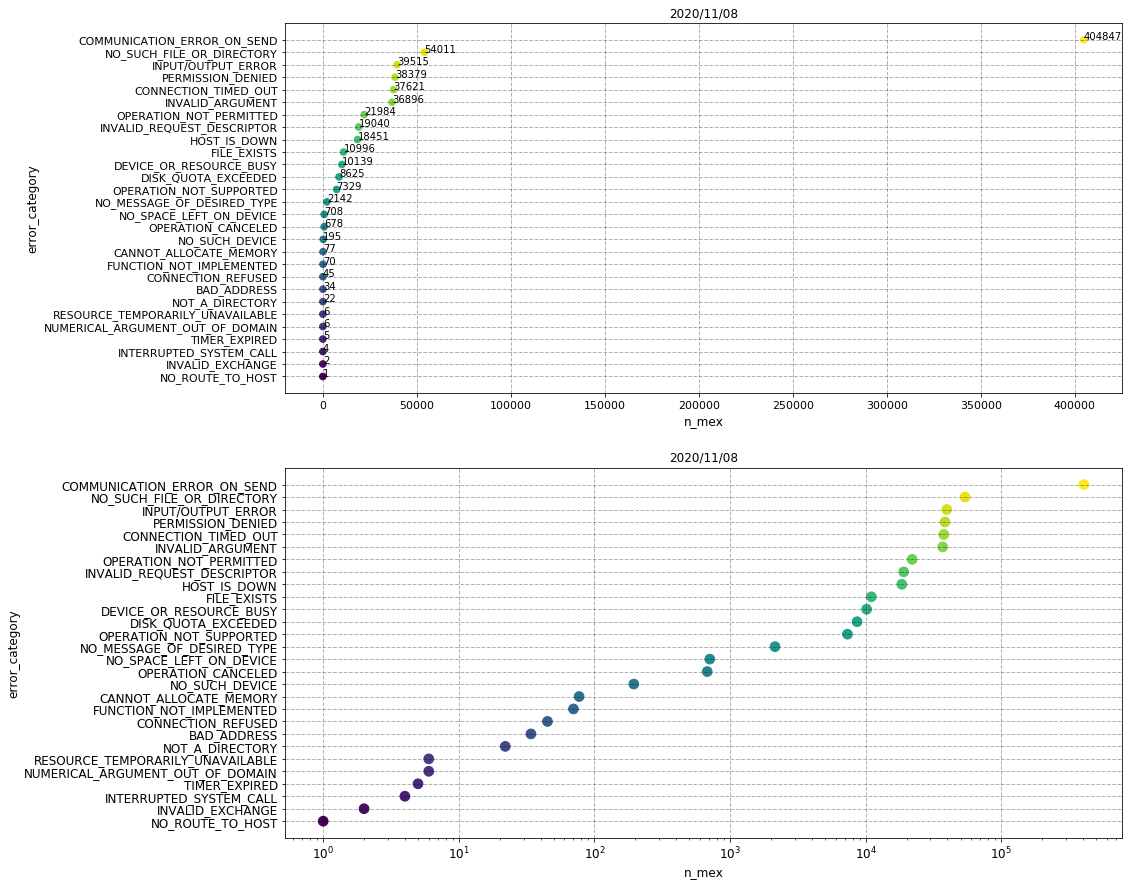 2020/11/08
error_category
COMMUNICATION_ERROR_ON_SEND 404847
NO_SUCH_FILE_OR_DIRECTORY 54011
INPUT/OUTPUT_ERROR 39515
PERMISSION_DENIED 38379
CONNECTION_TIMED_OUT 37621
INVALID_ARGUMENT 36896
OPERATION_NOT_PERMITTED 21984
INVALID_REQUEST_DESCRIPTOR 19040
HOST_IS_DOWN 18451
FILE_EXISTS 10996
DEVICE_OR_RESOURCE_BUSY 10139
DISK_QUOTA_EXCEEDED 8625
OPERATION_NOT_SUPPORTED 7329
NO_MESSAGE_OF_DESIRED_TYPE 2142
NO_SPACE_LEFT_ON_DEVICE 708
OPERATION_CANCELED 678
NO_SUCH_DEVICE 195
CANNOT_ALLOCATE_MEMORY 77
FUNCTION_NOT_IMPLEMENTED 70
CONNECTION_REFUSED 45
BAD_ADDRESS 34
NOT_A_DIRECTORY 22
RESOURCE_TEMPORARILY_UNAVAILABLE 6
NUMERICAL_ARGUMENT_OUT_OF_DOMAIN 6
TIMER_EXPIRED 5
INTERRUPTED_SYSTEM_CALL 4
INVALID_EXCHANGE 2
NO_ROUTE_TO_HOST 1
0 50000 100000 150000 200000 250000 300000 350000 400000
n_mex
2020/11/08
error_category
COMMUNICATION_ERROR_ON_SEND
NO_SUCH_FILE_OR_DIRECTORY
INPUT/OUTPUT_ERROR
PERMISSION_DENIED
CONNECTION_TIMED_OUT
INVALID_ARGUMENT
OPERATION_NOT_PERMITTED
INVALID_REQUEST_DESCRIPTOR
HOST_IS_DOWN
FILE_EXISTS
DEVICE_OR_RESOURCE_BUSY
DISK_QUOTA_EXCEEDED
OPERATION_NOT_SUPPORTED
NO_MESSAGE_OF_DESIRED_TYPE
NO_SPACE_LEFT_ON_DEVICE
OPERATION_CANCELED
NO_SUCH_DEVICE
CANNOT_ALLOCATE_MEMORY
FUNCTION_NOT_IMPLEMENTED
CONNECTION_REFUSED
BAD_ADDRESS
NOT_A_DIRECTORY
RESOURCE_TEMPORARILY_UNAVAILABLE
NUMERICAL_ARGUMENT_OUT_OF_DOMAIN
TIMER_EXPIRED
INTERRUPTED_SYSTEM_CALL
INVALID_EXCHANGE
NO_ROUTE_TO_HOST
10⁰ 10¹ 10² 10³ 10⁴ 10⁵
n_mex